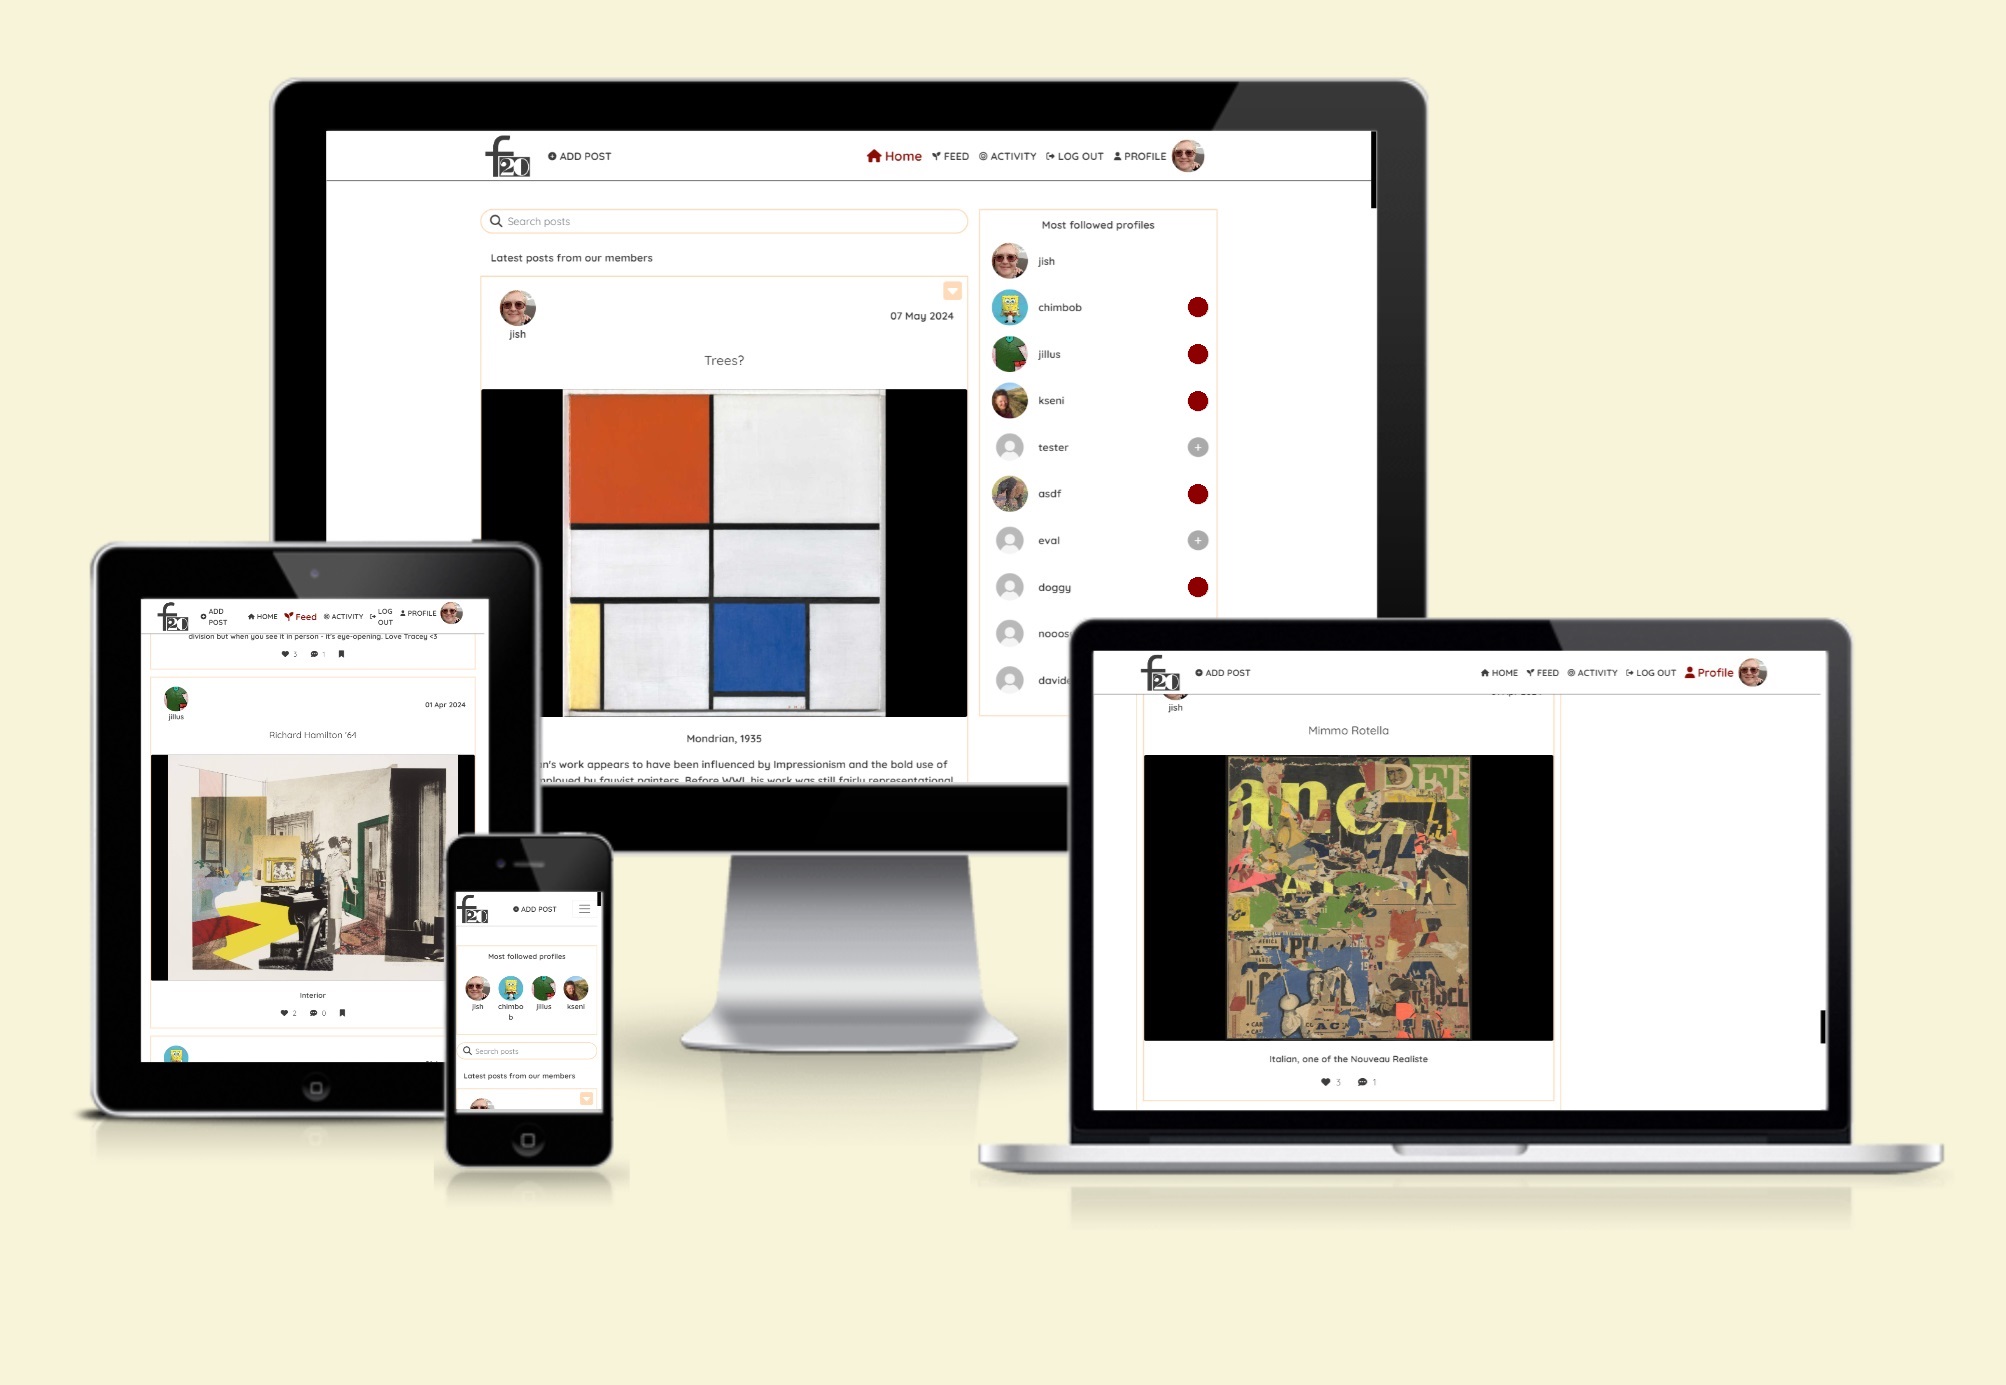 f20
ADD POST
Home
FEED
ACTIVITY
LOG OUT
PROFILE
Search posts
Latest posts from our members
jish
07 May 2024
Trees?
Mondrian, 1935
n's work appears to have been influenced by Impressionism and the bold use of
ployed by fauvist painters. Before WWI, his work was still fairly representational
Most followed profiles
jish
chimbob
jillus
kseni
tester
asdf
eval
doggy
nooos
davide
f20
ADD
POST
HOME
Feed
ACTIVITY
LOG
OUT
PROFILE
division but when you see it in person - it's eye-opening. Love Tracey <3
3
1
jillus
01 Apr 2024
Richard Hamilton '64
Interior
2
0
f20
ADD POST
Most followed profiles
jish
chimbo
b
jillus
kseni
Search posts
Latest posts from our members
f20
ADD POST
HOME
FEED
ACTIVITY
LOG OUT
Profile
jish
Mimmo Rotella
ane
Italian, one of the Nouveau Realiste
3
1